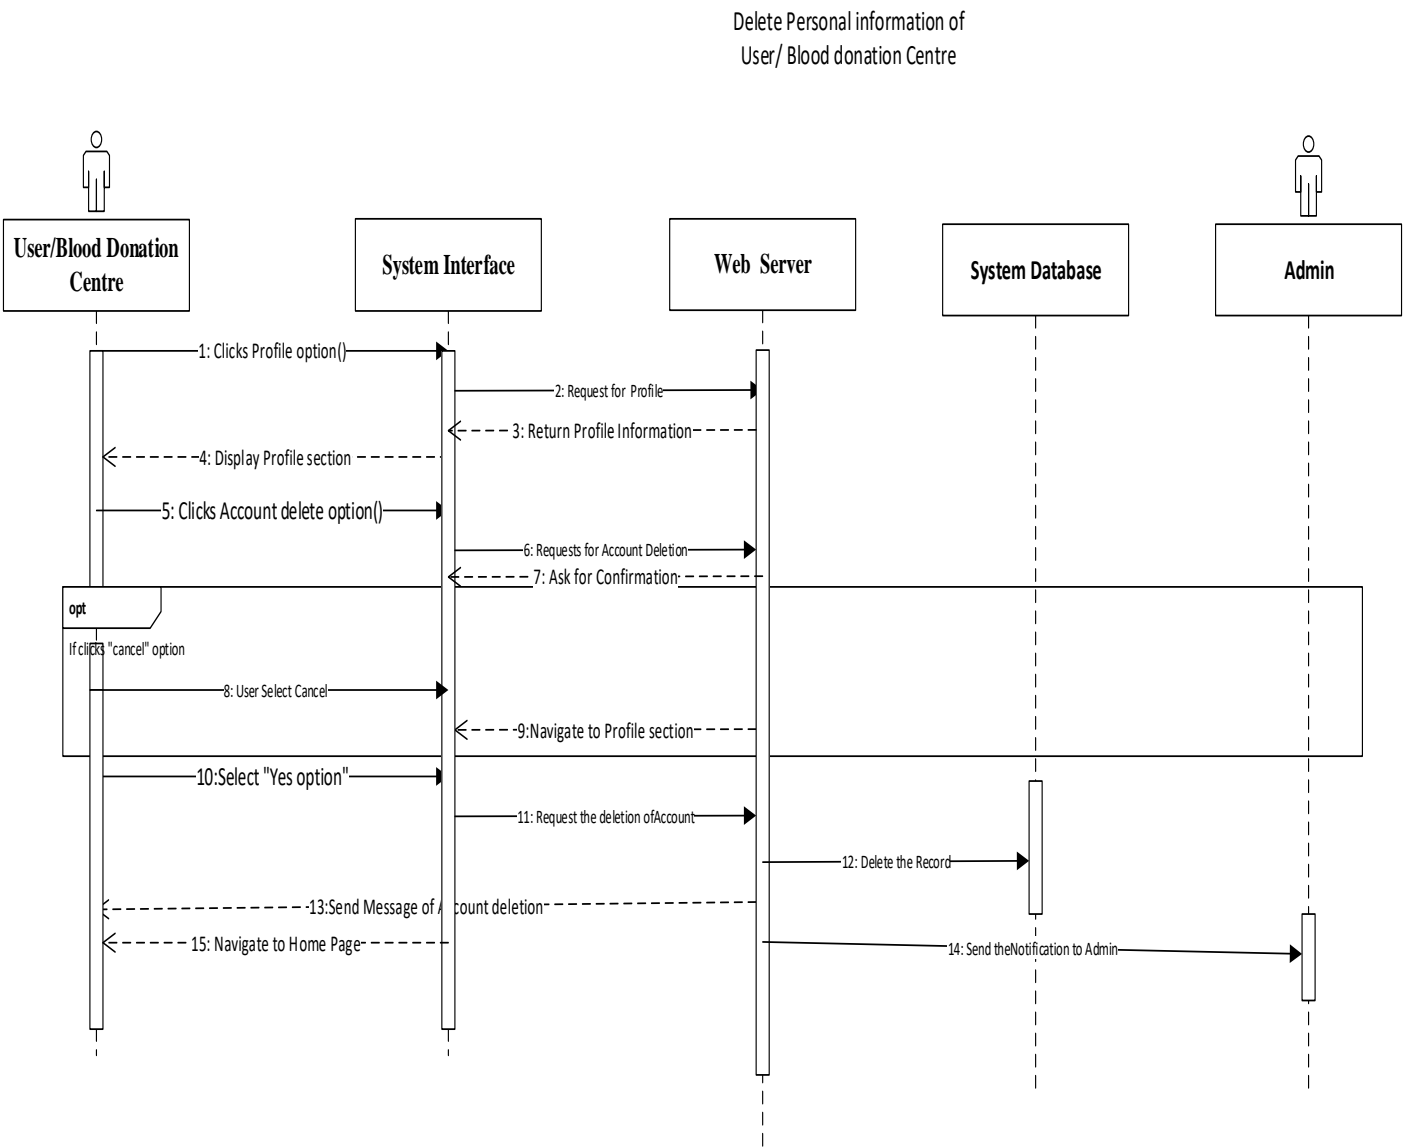 Delete Personal information of
User/ Blood donation Centre
User/Blood Donation
Centre
System Interface
Web Server
System Database
Admin
1: Clicks Profile option()
2: Request for Profile
3: Return Profile Information
4: Display Profile section
5: Clicks Account delete option()
6: Requests for Account Deletion
7: Ask for Confirmation
opt
If clicks "cancel" option
8: User Select Cancel
9:Navigate to Profile section
10:Select "Yes option"
11: Request the deletion ofAccount
12: Delete the Record
13:Send Message of Account deletion
15: Navigate to Home Page
14: Send theNotification to Admin